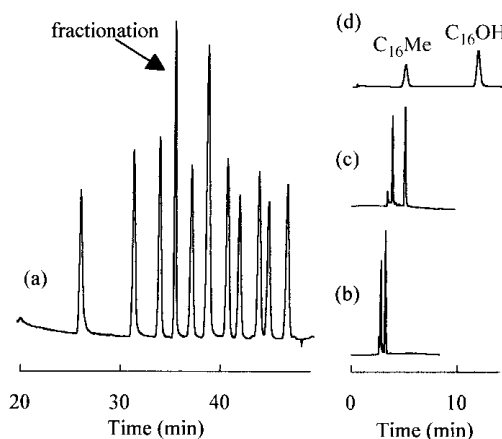 fractionation
(a)
20 30 40
Time (min)
(d)
C₁₆Me
C₁₆OH
(c)
(b)
0 10
Time (min)